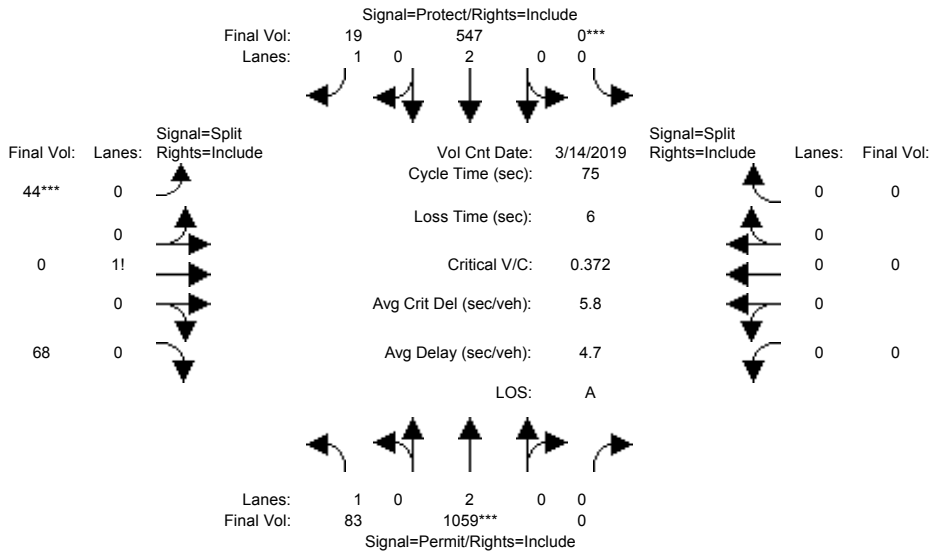 Signal=Protect/Rights=Include
Final Vol: 19 547 0***
Lanes: 1 0 2 0 0
Signal=Split Signal=Split
Final Vol: Lanes: Rights=Include Vol Cnt Date: 3/14/2019 Rights=Include Lanes: Final Vol:
Cycle Time (sec): 75
44*** 0 0 0
Loss Time (sec): 6
0 0
0 1! Critical V/C: 0.372 0 0
0 Avg Crit Del (sec/veh): 5.8 0
68 0 Avg Delay (sec/veh): 4.7 0 0
LOS: A
Lanes: 1 0 2 0 0
Final Vol: 83 1059*** 0
Signal=Permit/Rights=Include